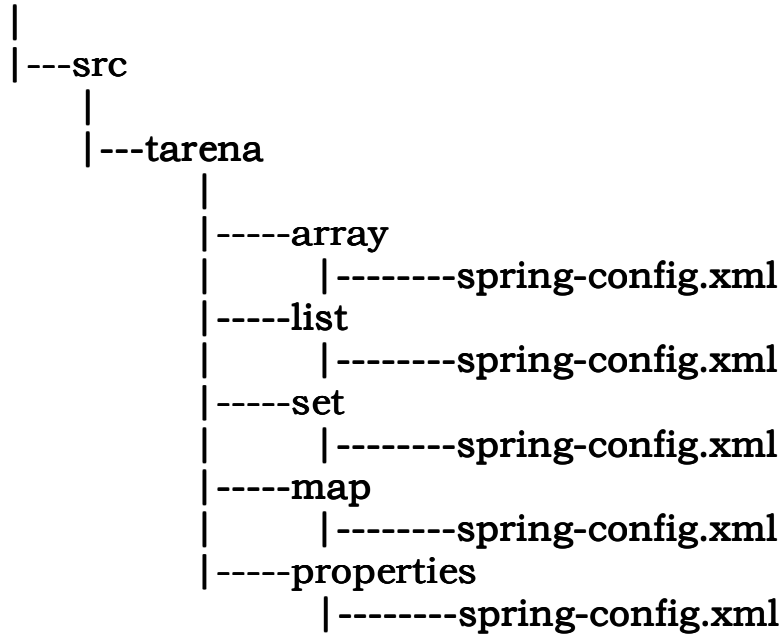 |
|---src
|
|---tarena
|
|-----array
| |--------spring-config.xml
|-----list
| |--------spring-config.xml
|-----set
| |--------spring-config.xml
|-----map
| |--------spring-config.xml
|-----properties
|--------spring-config.xml